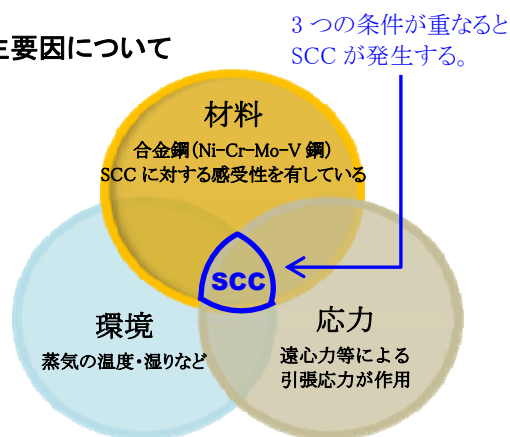 主要因について
3 つの条件が重なると
SCC が発生する。
材料
合金鋼（Ni-Cr-Mo-V 鋼）
SCC に対する感受性を有している
SCC
環境
蒸気の温度・湿りなど
応力
遠心力等による
引張応力が作用